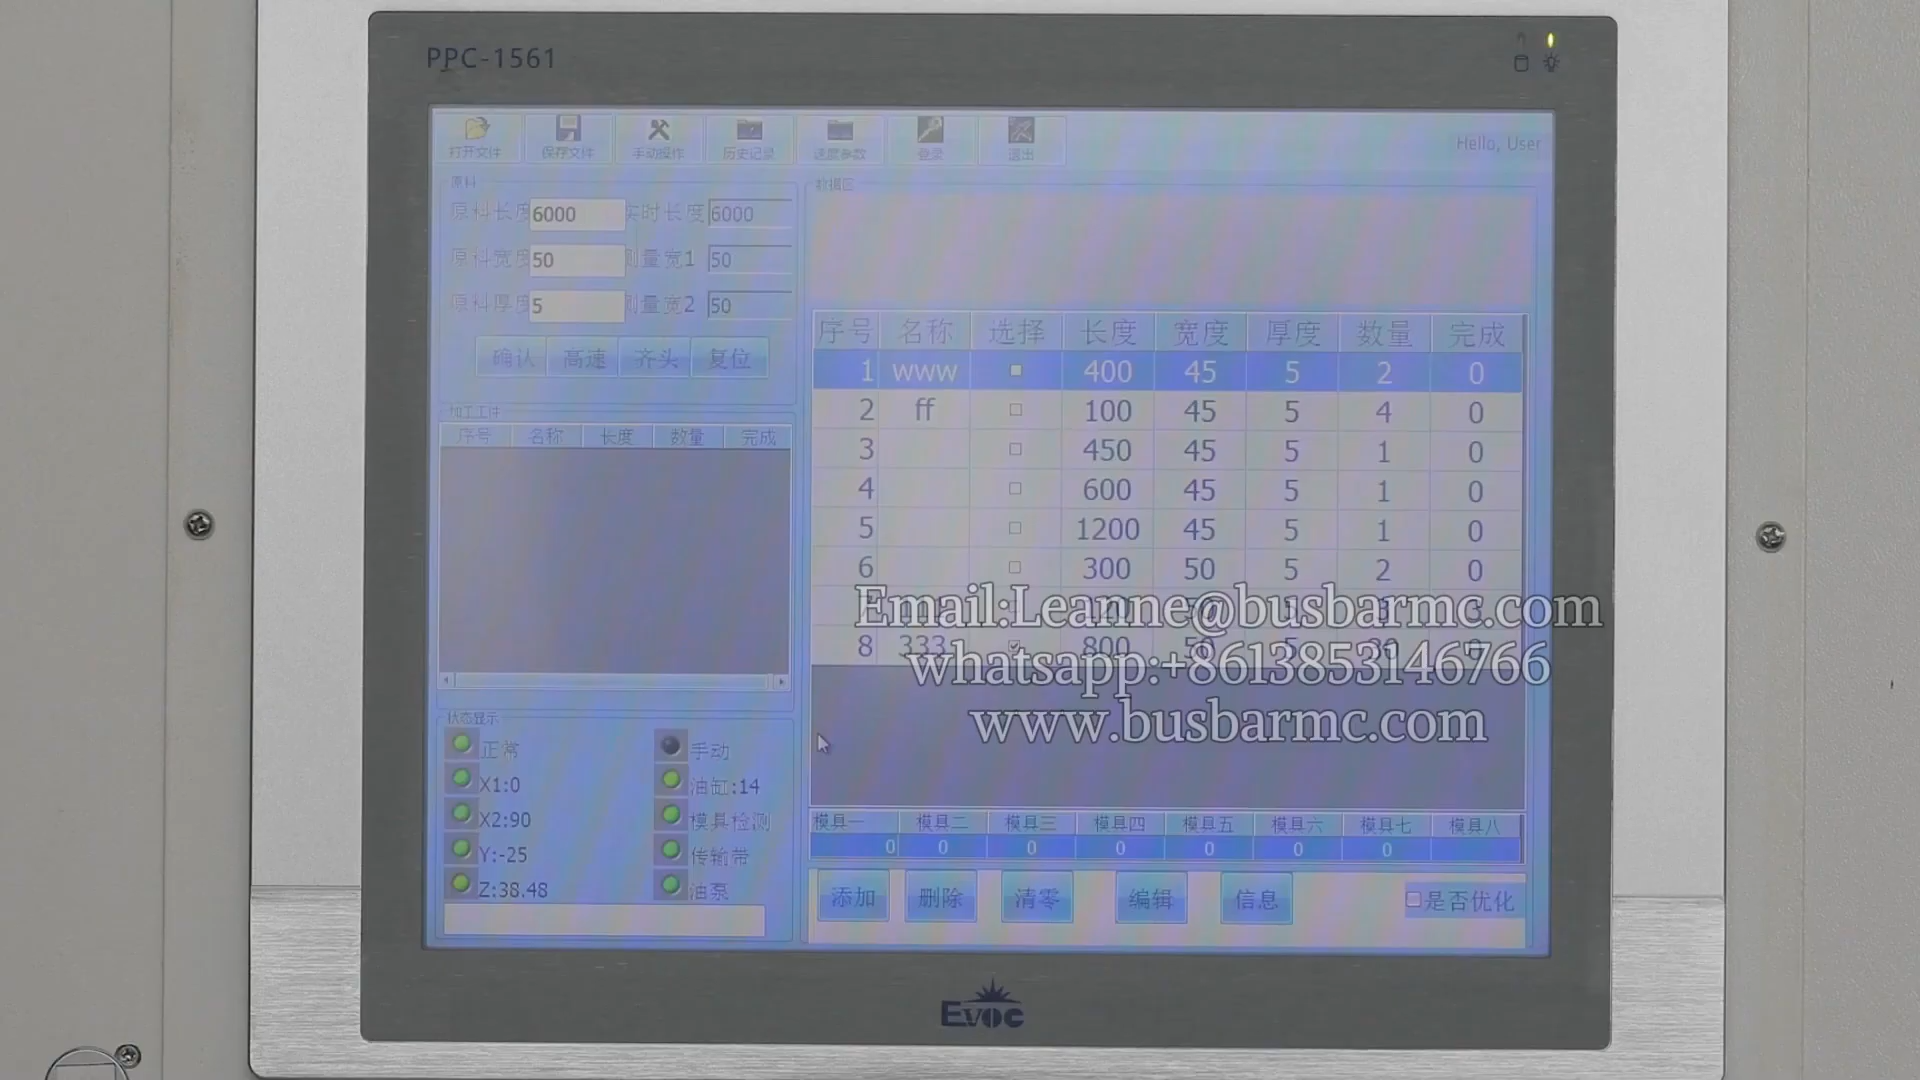 PPC-1561
打开文件 保存文件 手动操作 历史记录 速度参数 登录 退出 Hello, User
原料 数据区
原料长度 6000 实时长度 6000
原料宽度 50 测量宽1 50
原料厚度 5 测量宽2 50
确认 高速 齐头 复位
加工工件
序号 名称 长度 数量 完成
序号 名称 选择 长度 宽度 厚度 数量 完成
1 www 400 45 5 2 0
2 ff 100 45 5 4 0
3 450 45 5 1 0
4 600 45 5 1 0
5 1200 45 5 1 0
6 300 50 5 2 0
8 333 800 50 5 0
Email:Leanne@busbarmc.com
whatsapp:+8613853146766
www.busbarmc.com
状态显示
正常 手动
X1:0 油缸:14
X2:90 模具检测
Y:-25 传输带
Z:38.48 油泵
模具一 模具二 模具三 模具四 模具五 模具六 模具七 模具八
0 0 0 0 0 0 0
添加 删除 清零 编辑 信息 是否优化
EVOC